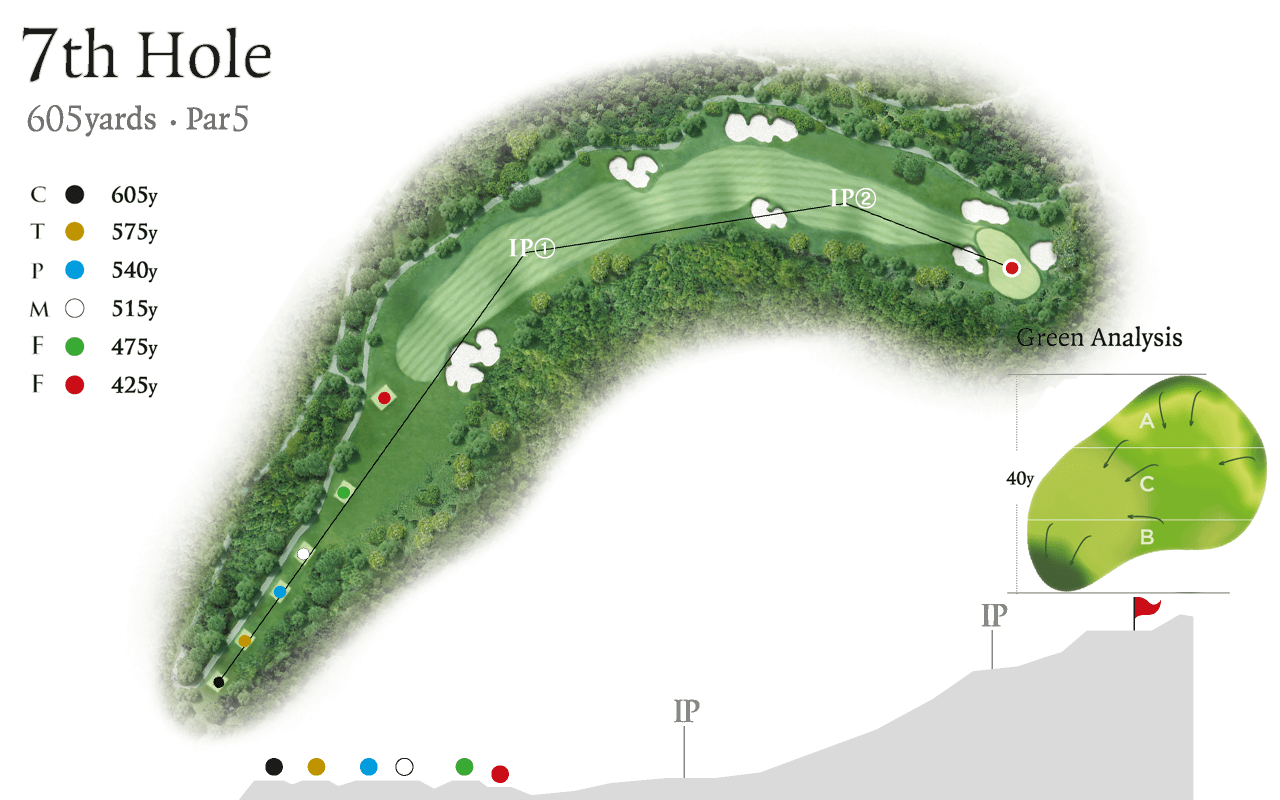 7th Hole
605yards · Par5
C 605y
T 575y
P 540y
M 515y
F 475y
F 425y
IP①
IP②
Green Analysis
40y
A
C
B
IP
IP